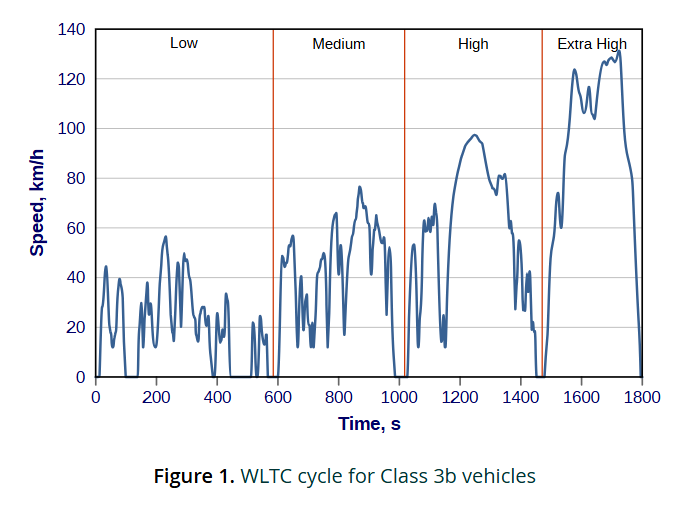 140
Low Medium High Extra High
120
100
80
60
40
20
0
Speed, km/h
0 200 400 600 800 1000 1200 1400 1600 1800
Time, s
Figure 1. WLTC cycle for Class 3b vehicles